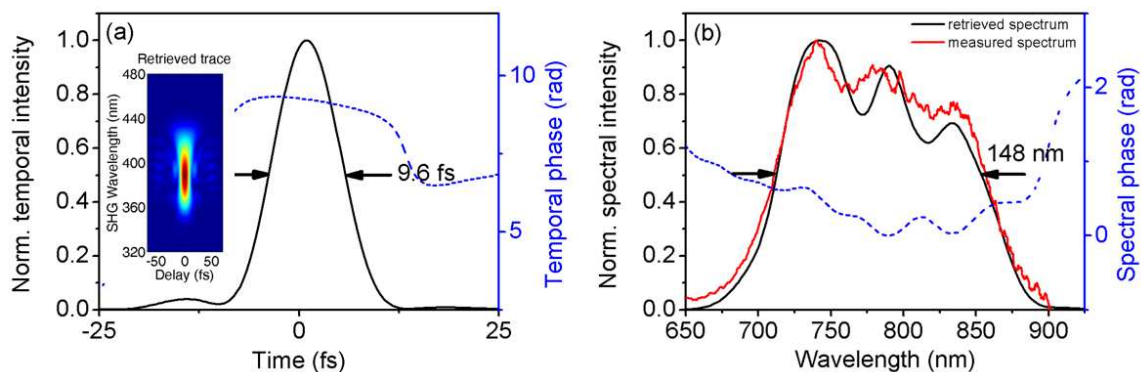 (a)
Retrieved trace
480
440
400
360
320
SHG Wavelength (nm)
-50 0 50
Delay (fs)
9.6 fs
1.0
0.8
0.6
0.4
0.2
0.0
Norm. temporal intensity
-25 0 25
Time (fs)
10
5
Temporal phase (rad)
(b)
retrieved spectrum
measured spectrum
148 nm
1.0
0.8
0.6
0.4
0.2
0.0
Norm. spectral intensity
650 700 750 800 850 900
Wavelength (nm)
2
0
Spectral phase (rad)